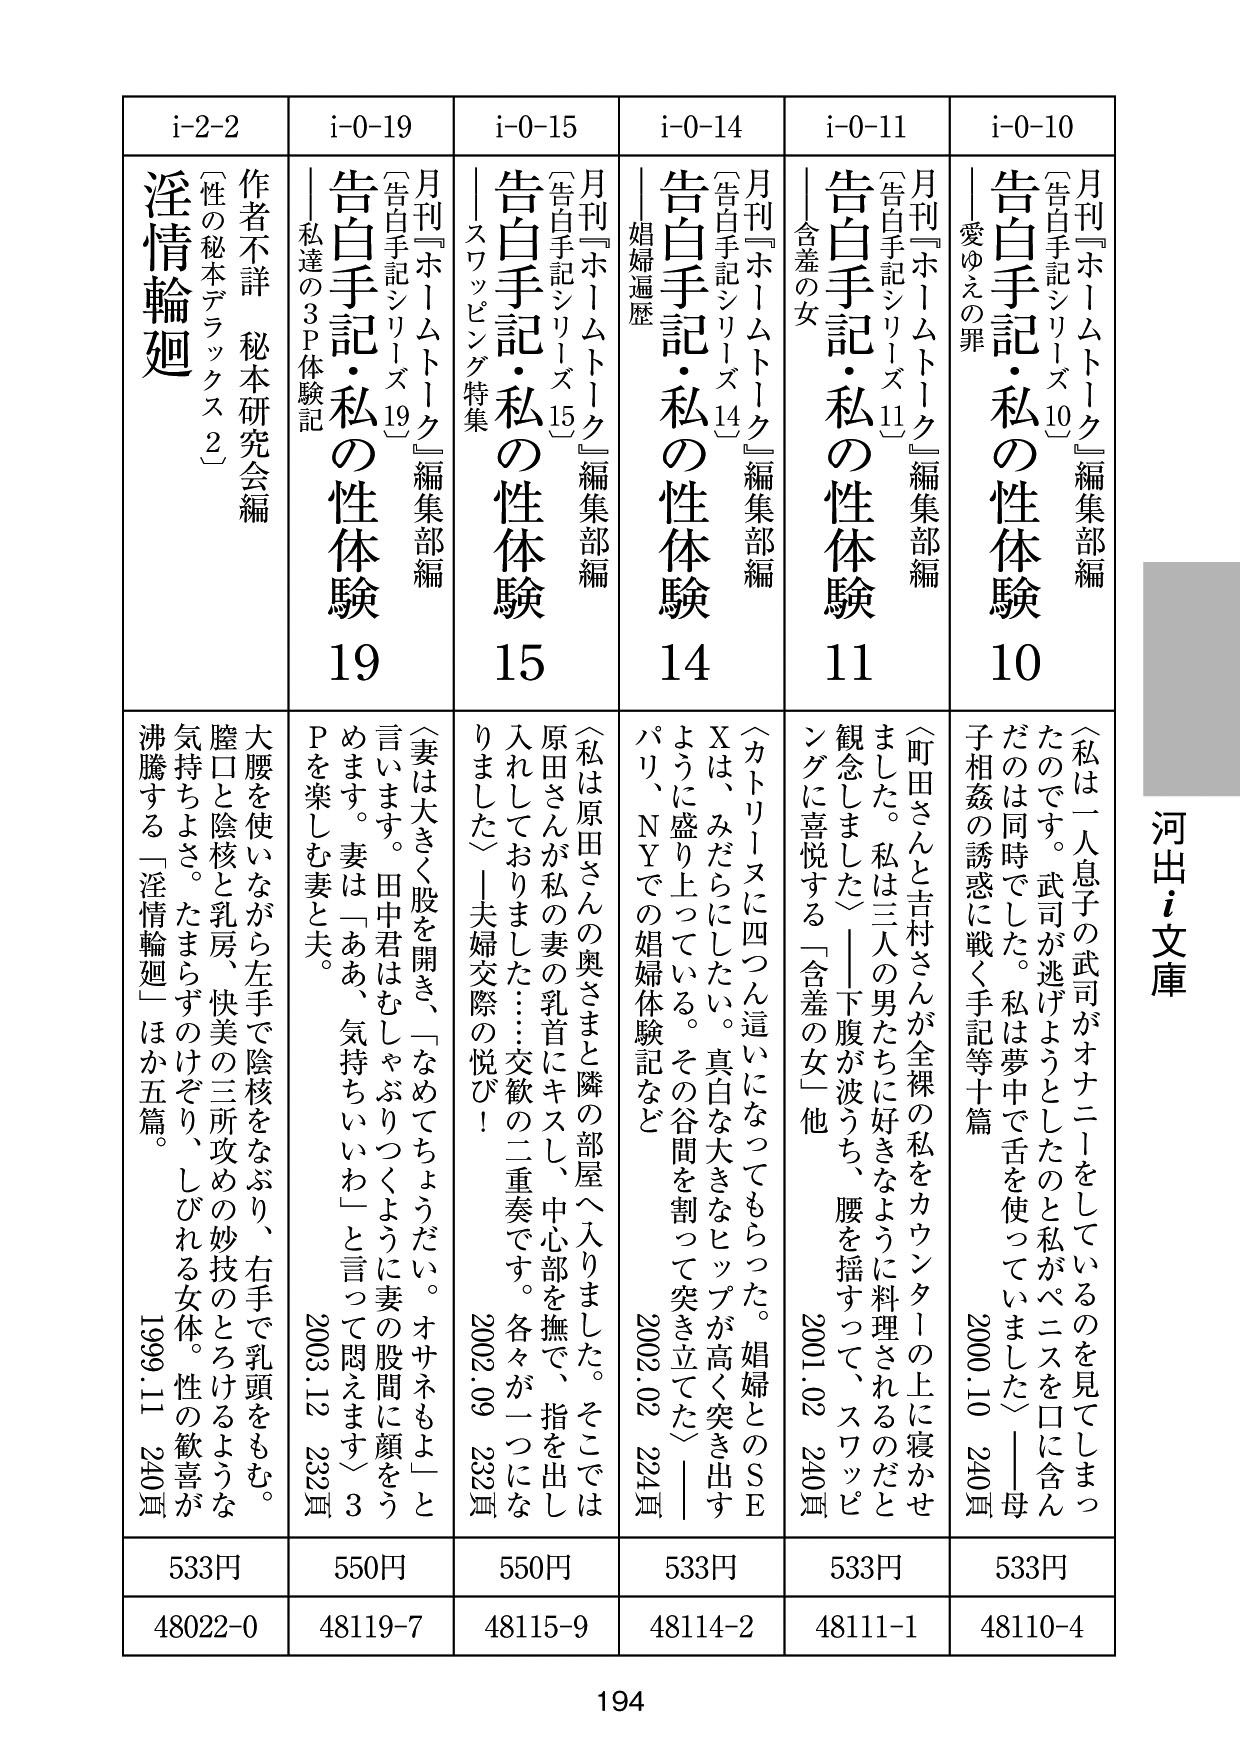 河出i文庫
i-0-10
月刊『ホームトーク』編集部編
〔告白手記シリーズ 10〕
告白手記・私の性体験 10
――愛ゆえの罪
〈私は一人息子の武司がオナニーをしているのを見てしまっ
たのです。武司が逃げようとしたのと私がペニスを口に含ん
だのは同時でした。私は夢中で舌を使っていました〉――母
子相姦の誘惑に戦く手記等十篇
2000.10 240頁
533円
48110-4
i-0-11
月刊『ホームトーク』編集部編
〔告白手記シリーズ 11〕
告白手記・私の性体験 11
――含羞の女
〈町田さんと吉村さんが全裸の私をカウンターの上に寝かせ
ました。私は三人の男たちに好きなように料理されるのだと
観念しました〉―下腹が波うち、腰を揺すって、スワッピ
ングに喜悦する「含羞の女」他
2001.02 240頁
533円
48111-1
i-0-14
月刊『ホームトーク』編集部編
〔告白手記シリーズ 14〕
告白手記・私の性体験 14
――娼婦遍歴
〈カトリーヌに四つん這いになってもらった。娼婦とのSE
Xは、みだらにしたい。真白な大きなヒップが高く突き出す
ように盛り上っている。その谷間を割って突き立てた〉――
パリ、NYでの娼婦体験記など
2002.02 224頁
533円
48114-2
i-0-15
月刊『ホームトーク』編集部編
〔告白手記シリーズ 15〕
告白手記・私の性体験 15
――スワッピング特集
〈私は原田さんの奥さまと隣の部屋へ入りました。そこでは
原田さんが私の妻の乳首にキスし、中心部を撫で、指を出し
入れしておりました……交歓の二重奏です。各々が一つにな
りました〉―夫婦交際の悦び！
2002.09 232頁
550円
48115-9
i-0-19
月刊『ホームトーク』編集部編
〔告白手記シリーズ 19〕
告白手記・私の性体験 19
――私達の3P体験記
〈妻は大きく股を開き、「なめてちょうだい。オサネもよ」と
言います。田中君はむしゃぶりつくように妻の股間に顔をう
めます。妻は「ああ、気持ちいいわ」と言って悶えます〉3
Pを楽しむ妻と夫。
2003.12 232頁
550円
48119-7
i-2-2
作者不詳 秘本研究会編
〔性の秘本デラックス 2〕
淫情輪廻
大腰を使いながら左手で陰核をなぶり、右手で乳頭をもむ。
膣口と陰核と乳房、快美の三所攻めの妙技のとろけるような
気持ちよさ。たまらずのけぞり、しびれる女体。性の歓喜が
沸騰する「淫情輪廻」ほか五篇。
1999.11 240頁
533円
48022-0
194